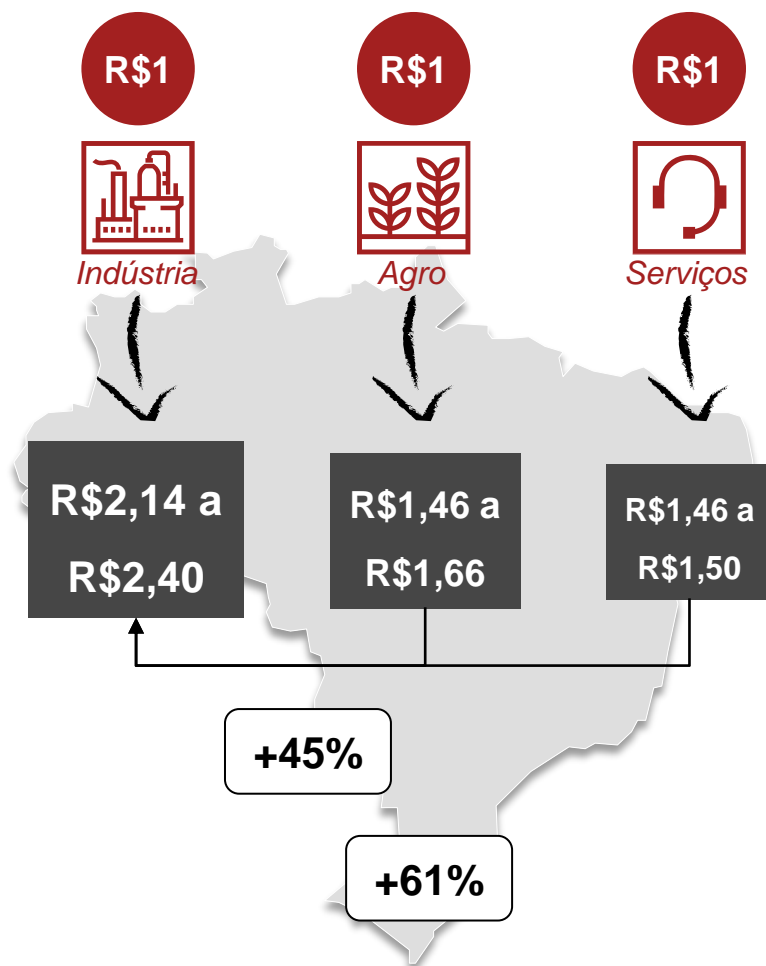 R$1
R$1
R$1
Indústria
Agro
Serviços
R$2,14 a
R$2,40
R$1,46 a
R$1,66
R$1,46 a
R$1,50
+45%
+61%